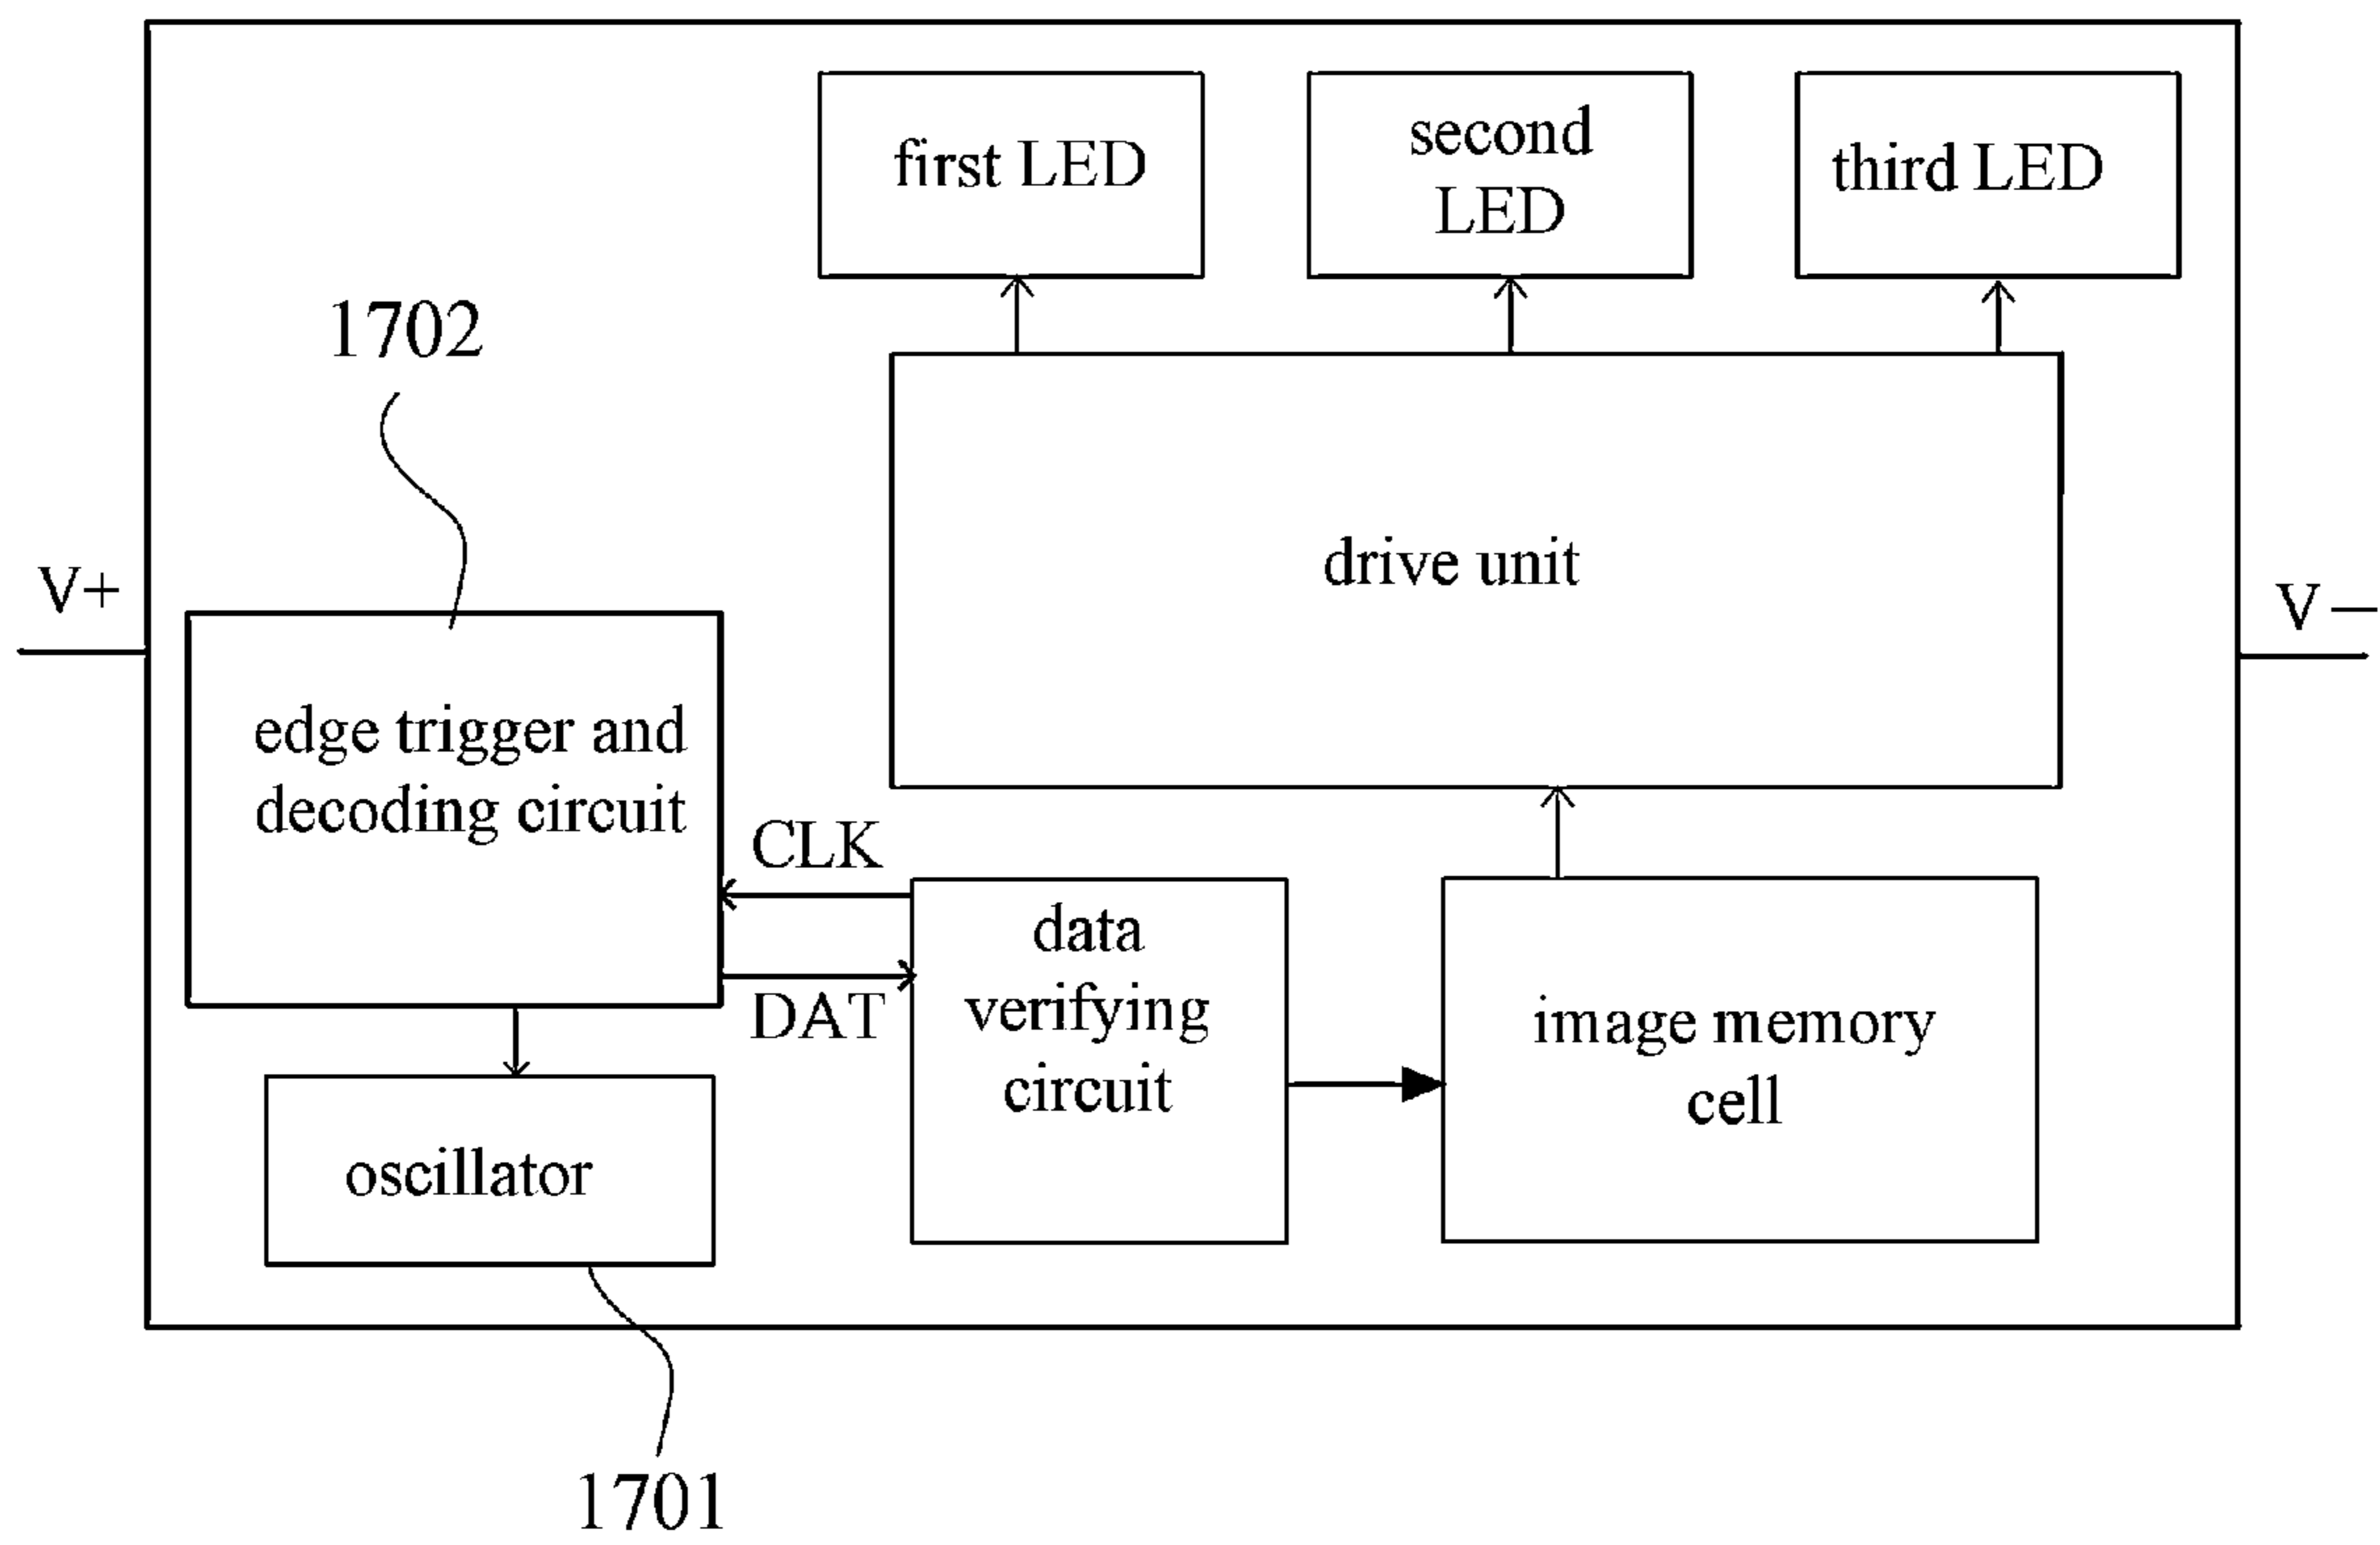 first LED
second
LED
third LED
1702
V+
V—
drive unit
edge trigger and
decoding circuit
CLK
DAT
data
verifying
circuit
image memory
cell
oscillator
1701